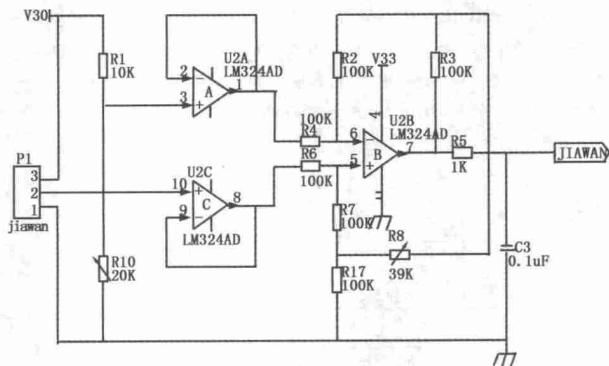 V30
R1
10K
2
3
A
1
U2A
LM324AD
100K
R4
R6
100K
R2
100K
V33
4
R3
100K
U2B
LM324AD
6
5
B
7
R5
1K
JIAWAN
P1
3
2
1
jiawan
10
9
C
8
U2C
LM324AD
R7
100K
R8
39K
R17
100K
R10
20K
C3
0.1uF